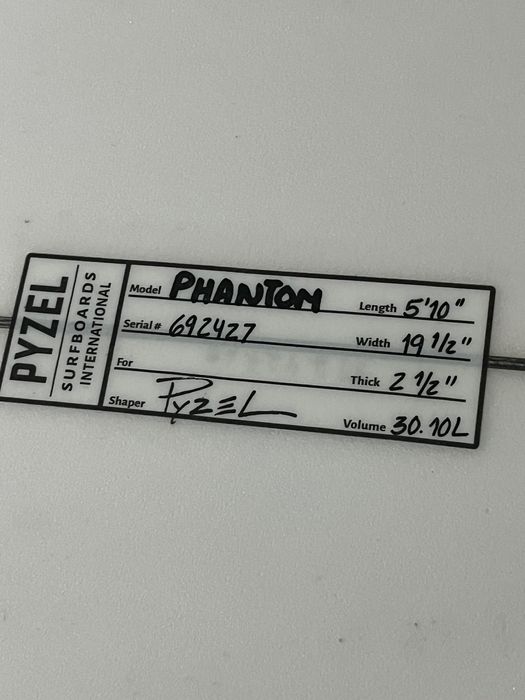 PYZEL
SURFBOARDS
INTERNATIONAL
Model PHANTOM Length 5'10"
Serial# 692427 Width 19 1/2"
For Thick 2 1/2"
Shaper PYZEL Volume 30.10L